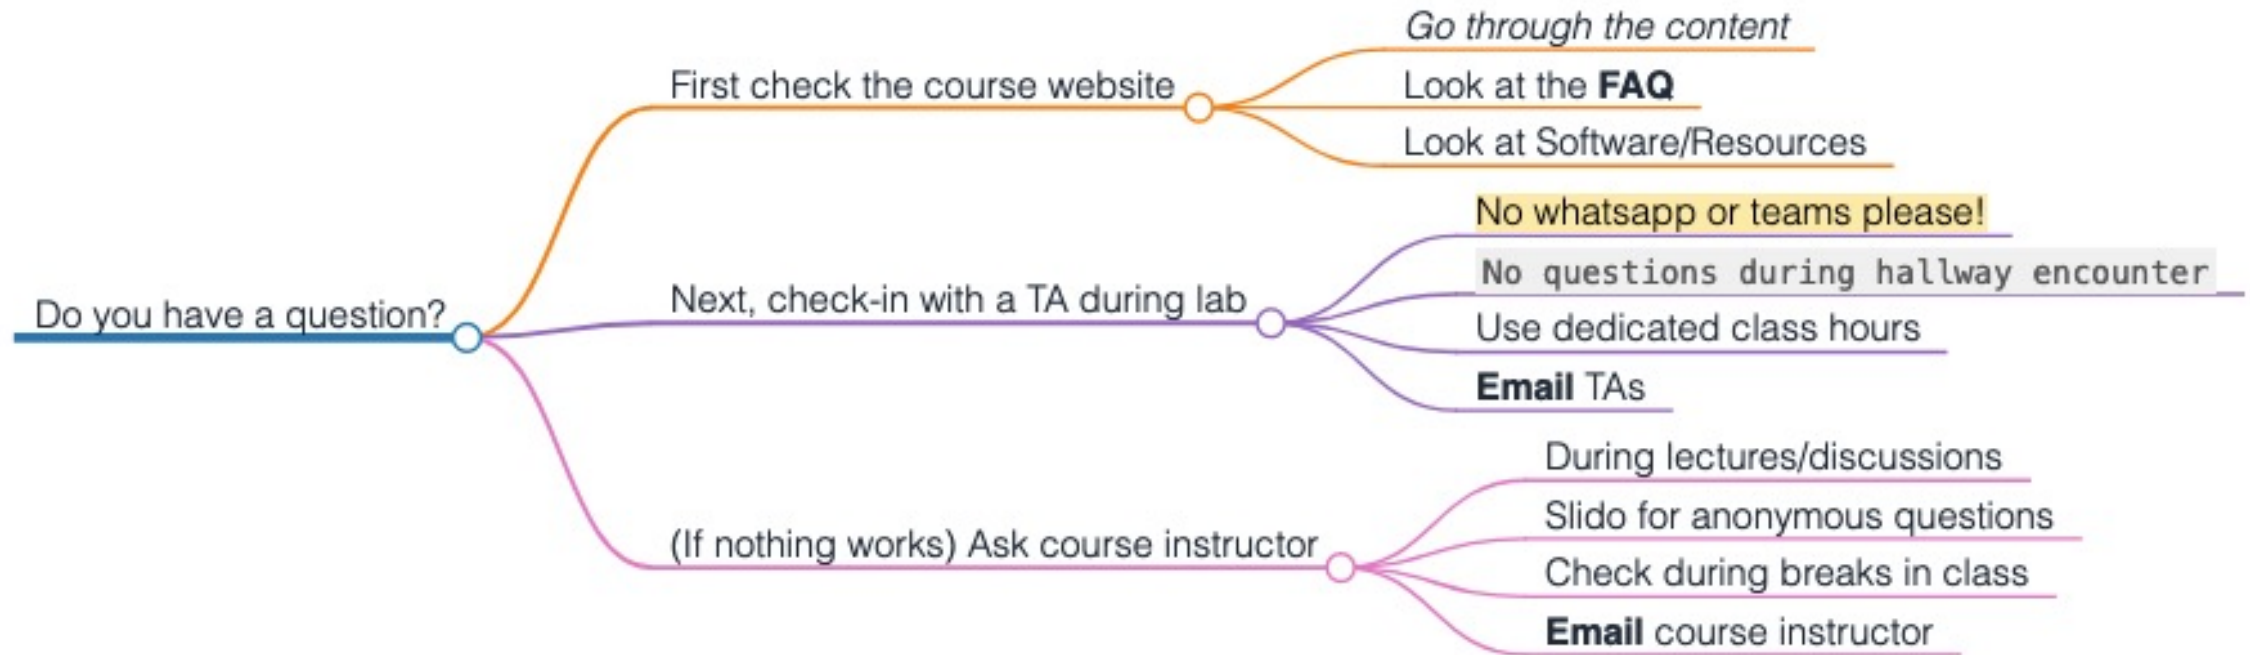 Do you have a question?
First check the course website
Go through the content
Look at the FAQ
Look at Software/Resources
Next, check-in with a TA during lab
No whatsapp or teams please!
No questions during hallway encounter
Use dedicated class hours
Email TAs
(If nothing works) Ask course instructor
During lectures/discussions
Slido for anonymous questions
Check during breaks in class
Email course instructor